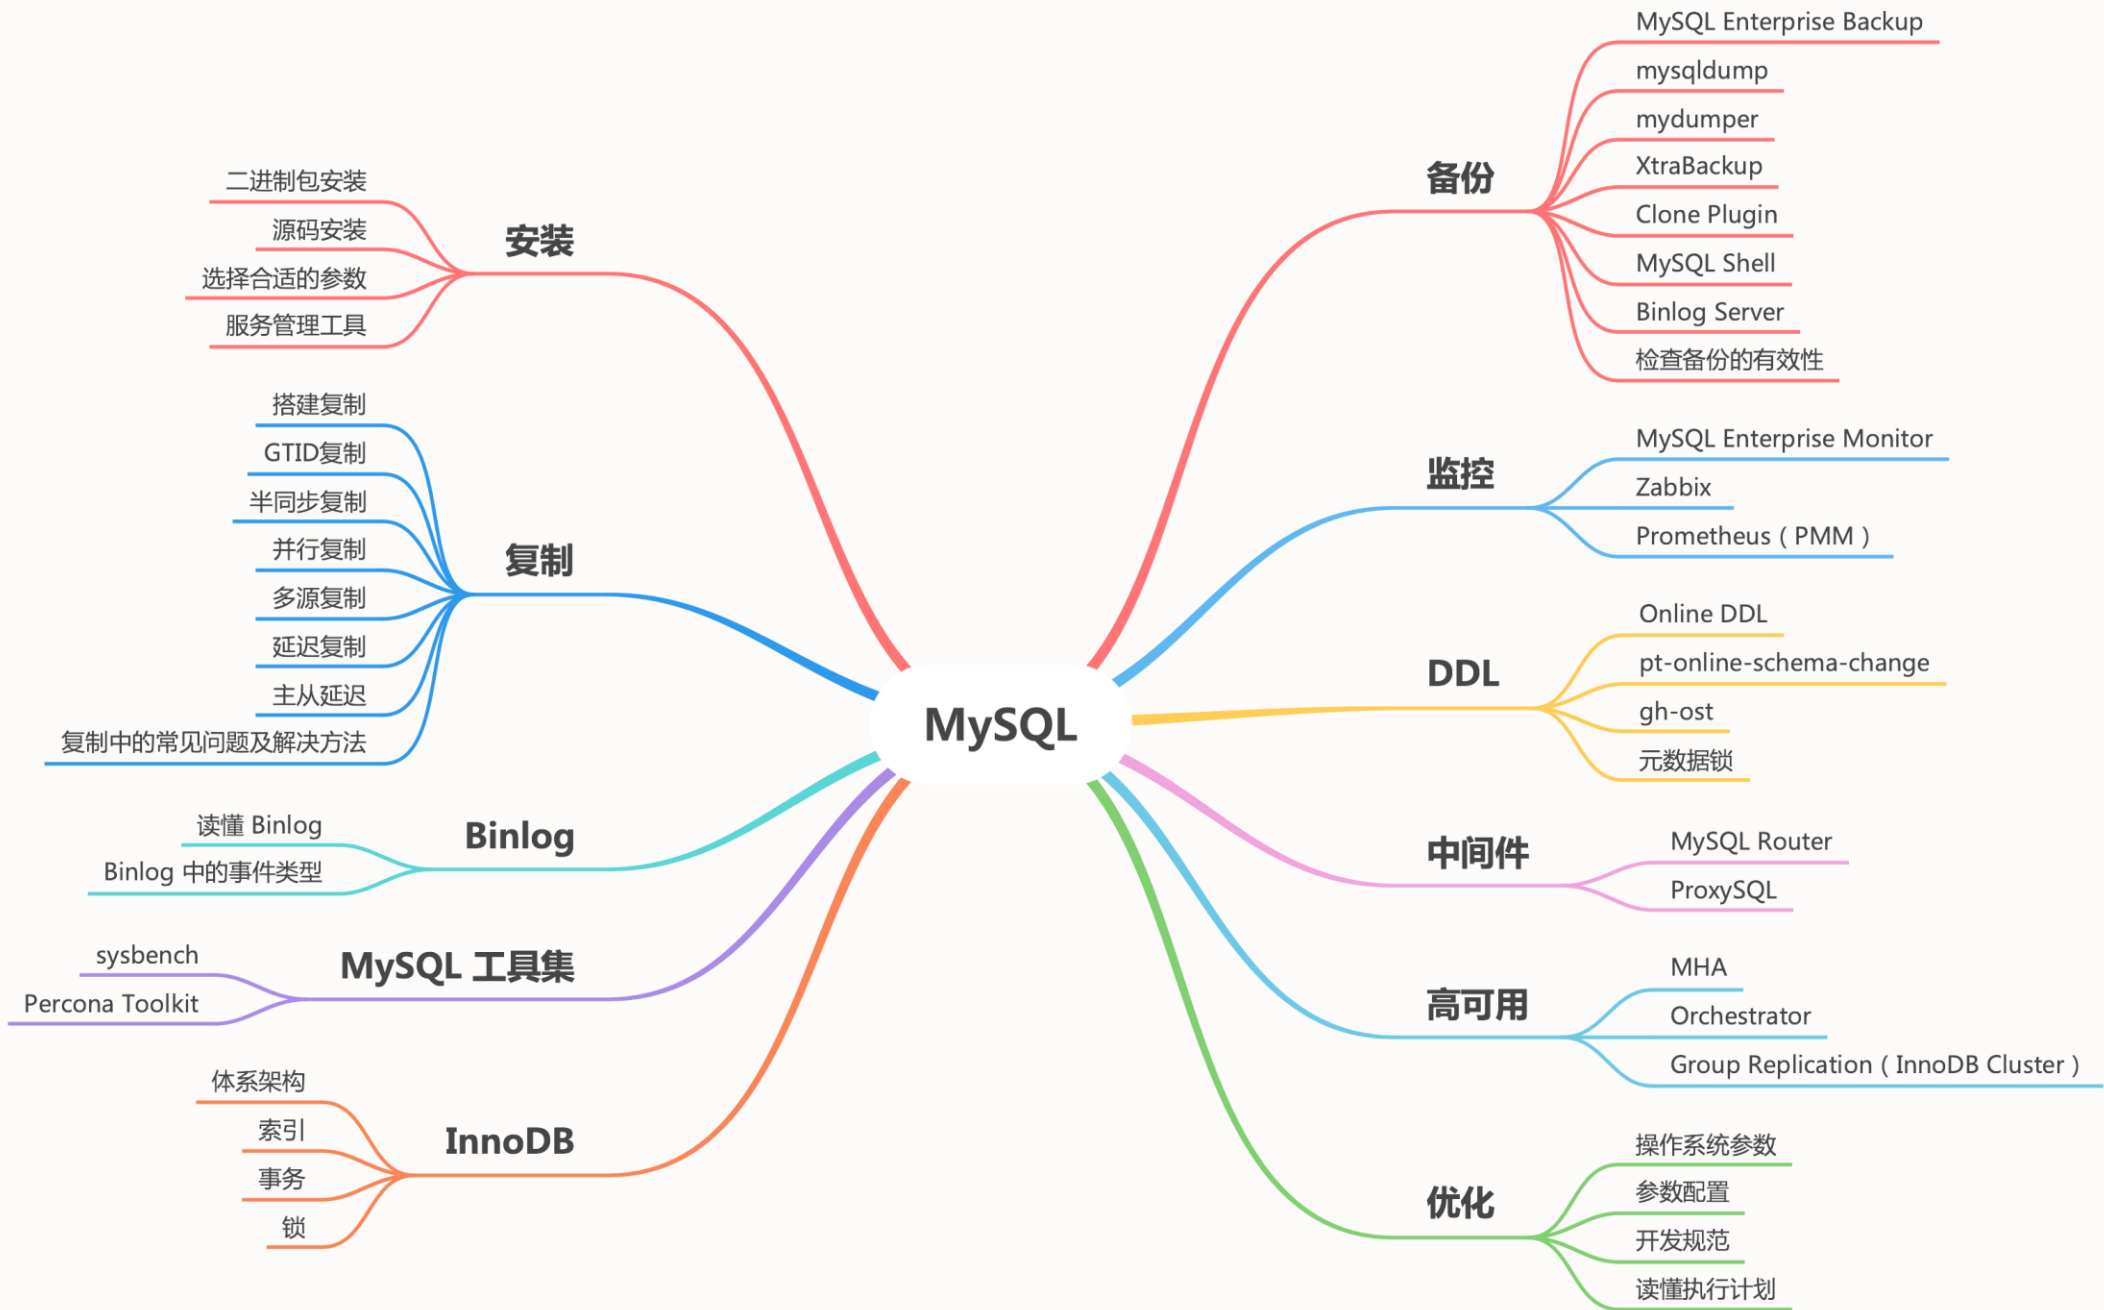 MySQL
安装
二进制包安装
源码安装
选择合适的参数
服务管理工具
复制
搭建复制
GTID复制
半同步复制
并行复制
多源复制
延迟复制
主从延迟
复制中的常见问题及解决方法
Binlog
读懂 Binlog
Binlog 中的事件类型
MySQL 工具集
sysbench
Percona Toolkit
InnoDB
体系架构
索引
事务
锁
备份
MySQL Enterprise Backup
mysqldump
mydumper
XtraBackup
Clone Plugin
MySQL Shell
Binlog Server
检查备份的有效性
监控
MySQL Enterprise Monitor
Zabbix
Prometheus ( PMM )
DDL
Online DDL
pt-online-schema-change
gh-ost
元数据锁
中间件
MySQL Router
ProxySQL
高可用
MHA
Orchestrator
Group Replication ( InnoDB Cluster )
优化
操作系统参数
参数配置
开发规范
读懂执行计划